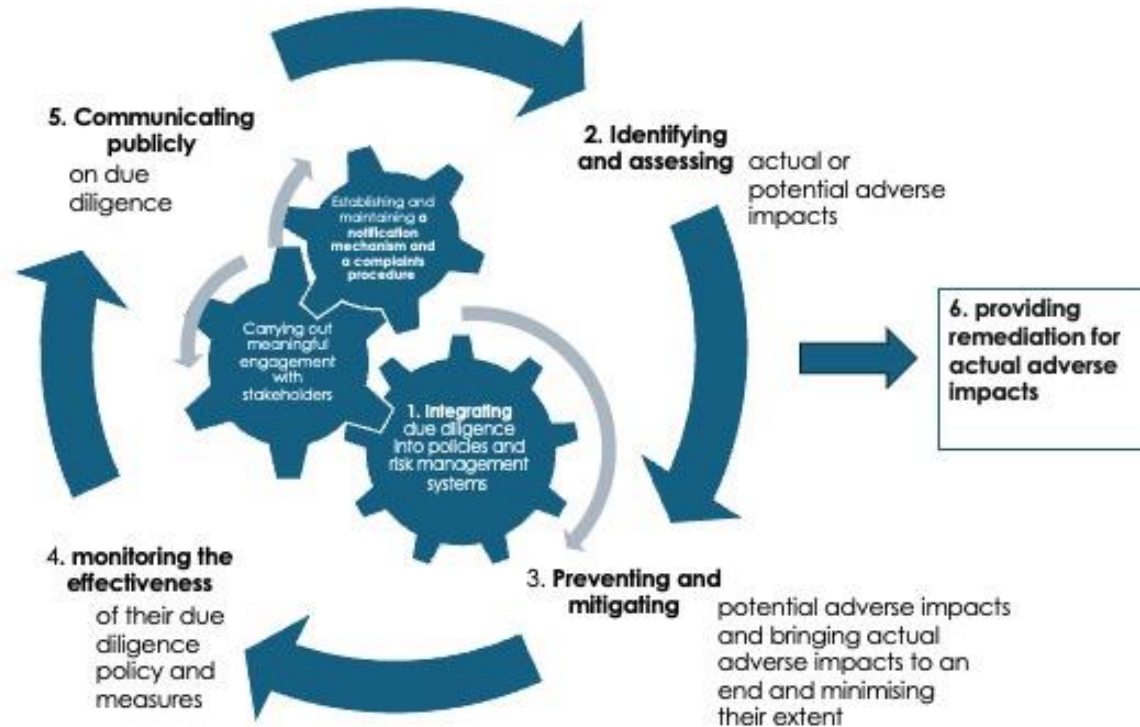 5. Communicating
publicly
on due
diligence
2. Identifying
and assessing
actual or
potential adverse
impacts
Establishing and
maintaining a
notification
mechanism and
a complaints
procedure
Carrying out
meaningful
engagement
with
stakeholders
1. Integrating
due diligence
into policies and
risk management
systems
6. providing
remediation for
actual adverse
impacts
4. monitoring the
effectiveness
of their due
diligence
policy and
measures
3. Preventing and
mitigating
potential adverse impacts
and bringing actual
adverse impacts to an
end and minimising
their extent